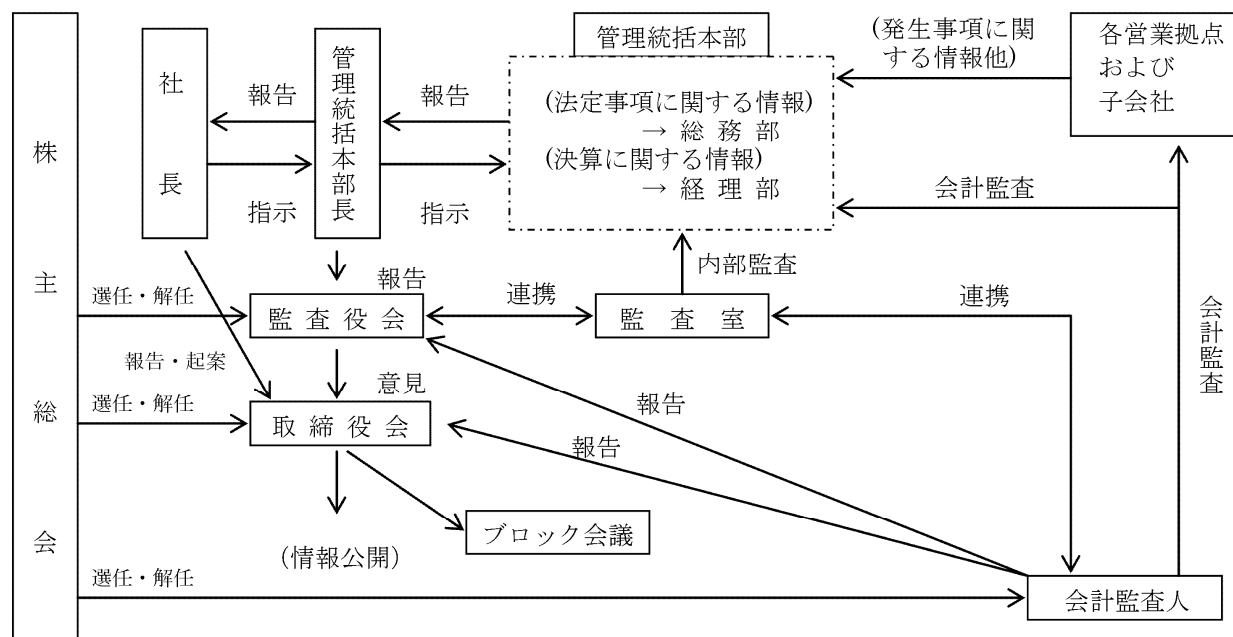 株主総会
社長
管理統括本部長
管理統括本部
(法定事項に関する情報)
→ 総務部
(決算に関する情報)
→ 経理部
(発生事項に関
する情報他)
各営業拠点
および
子会社
報告
指示
報告
指示
会計監査
内部監査
報告
選任・解任
監査役会
連携
監査室
連携
会計監査
報告・起案
意見
選任・解任
取締役会
報告
報告
ブロック会議
(情報公開)
選任・解任
会計監査人